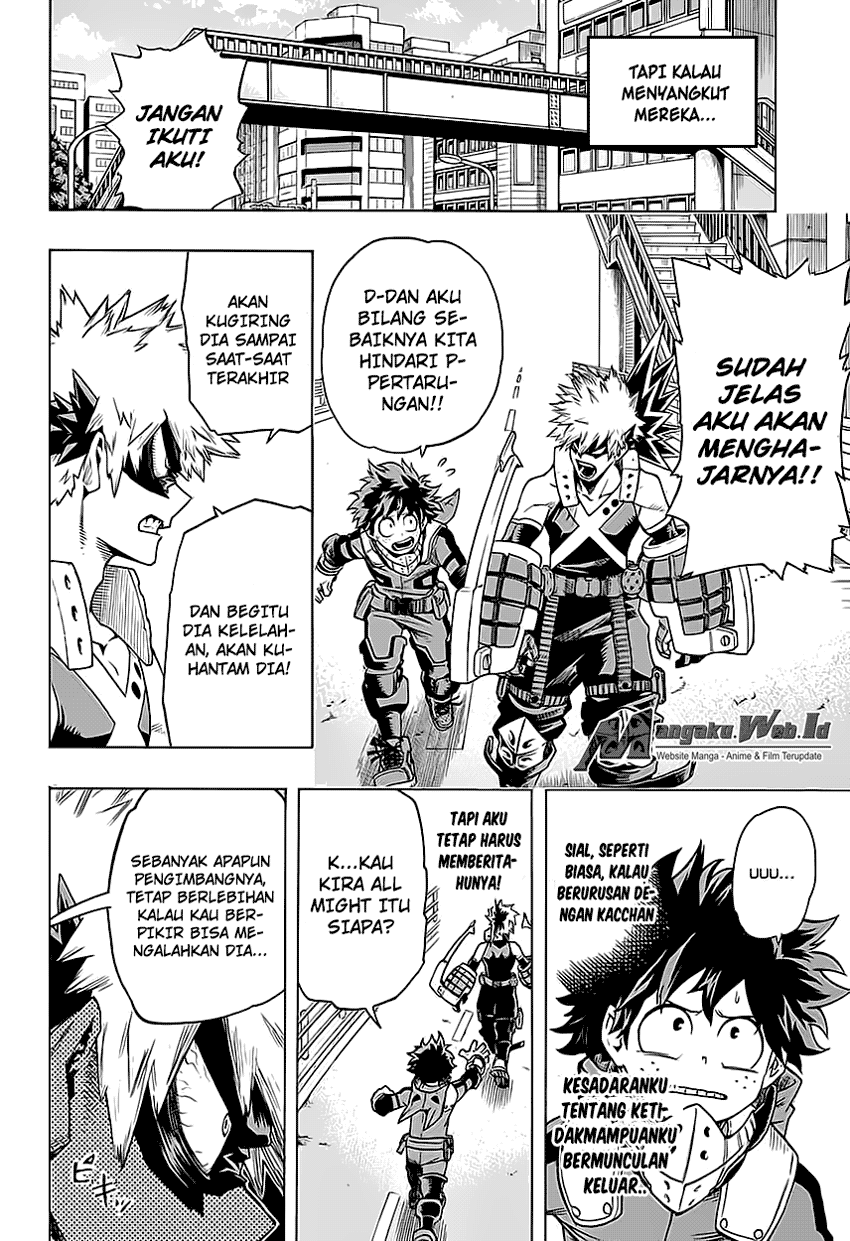 TAPI KALAU
MENYANGKUT
MEREKA...
JANGAN
IKUTI
AKU!
SUDAH
JELAS
AKU AKAN
MENGHA-
JARNYA!!
D-DAN AKU
BILANG SE-
BAIKNYA KITA
HINDARI P-
PERTARU-
NGAN!!
AKAN
KUGIRING
DIA SAMPAI
SAAT-SAAT
TERAKHIR
DAN BEGITU
DIA KELELAH-
AN, AKAN KU-
HANTAM DIA!
Mangaku.Web.Id
Website Manga - Anime & Film Terupdate
UUU...
SIAL, SEPERTI
BIASA, KALAU
BERURUSAN DE-
NGAN KACCHAN
KESADARANKU
TENTANG KETI-
DAKMAMPUANKU
BERMUNCULAN
KELUAR..
TAPI AKU
TETAP HARUS
MEMBERITA-
HUNYA!
K...KAU
KIRA ALL
MIGHT ITU
SIAPA?
SEBANYAK APAPUN
PENGIMBANGNYA,
TETAP BERLEBIHAN
KALAU KAU BER-
PIKIR BISA ME-
NGALAHKAN DIA...
ピキッ